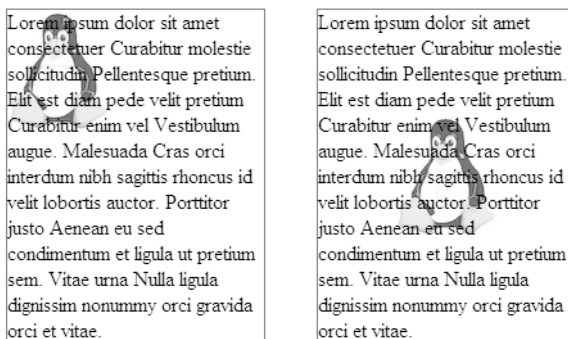 Lorem ipsum dolor sit amet
consectetuer Curabitur molestie
sollicitudin Pellentesque pretium.
Elit est diam pede velit pretium
Curabitur enim vel Vestibulum
augue. Malesuada Cras orci
interdum nibh sagittis rhoncus id
velit lobortis auctor. Porttitor
justo Aenean eu sed
condimentum et ligula ut pretium
sem. Vitae urna Nulla ligula
dignissim nonummy orci gravida
orci et vitae.
Lorem ipsum dolor sit amet
consectetuer Curabitur molestie
sollicitudin Pellentesque pretium.
Elit est diam pede velit pretium
Curabitur enim vel Vestibulum
augue. Malesuada Cras orci
interdum nibh sagittis rhoncus id
velit lobortis auctor. Porttitor
justo Aenean eu sed
condimentum et ligula ut pretium
sem. Vitae urna Nulla ligula
dignissim nonummy orci gravida
orci et vitae.